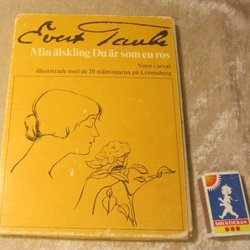 Evert Taube
Min älskling Du är som en ros
Visor i urval
illustrerade med de 20 målningarna på Lorensberg
SOLSTICKAN